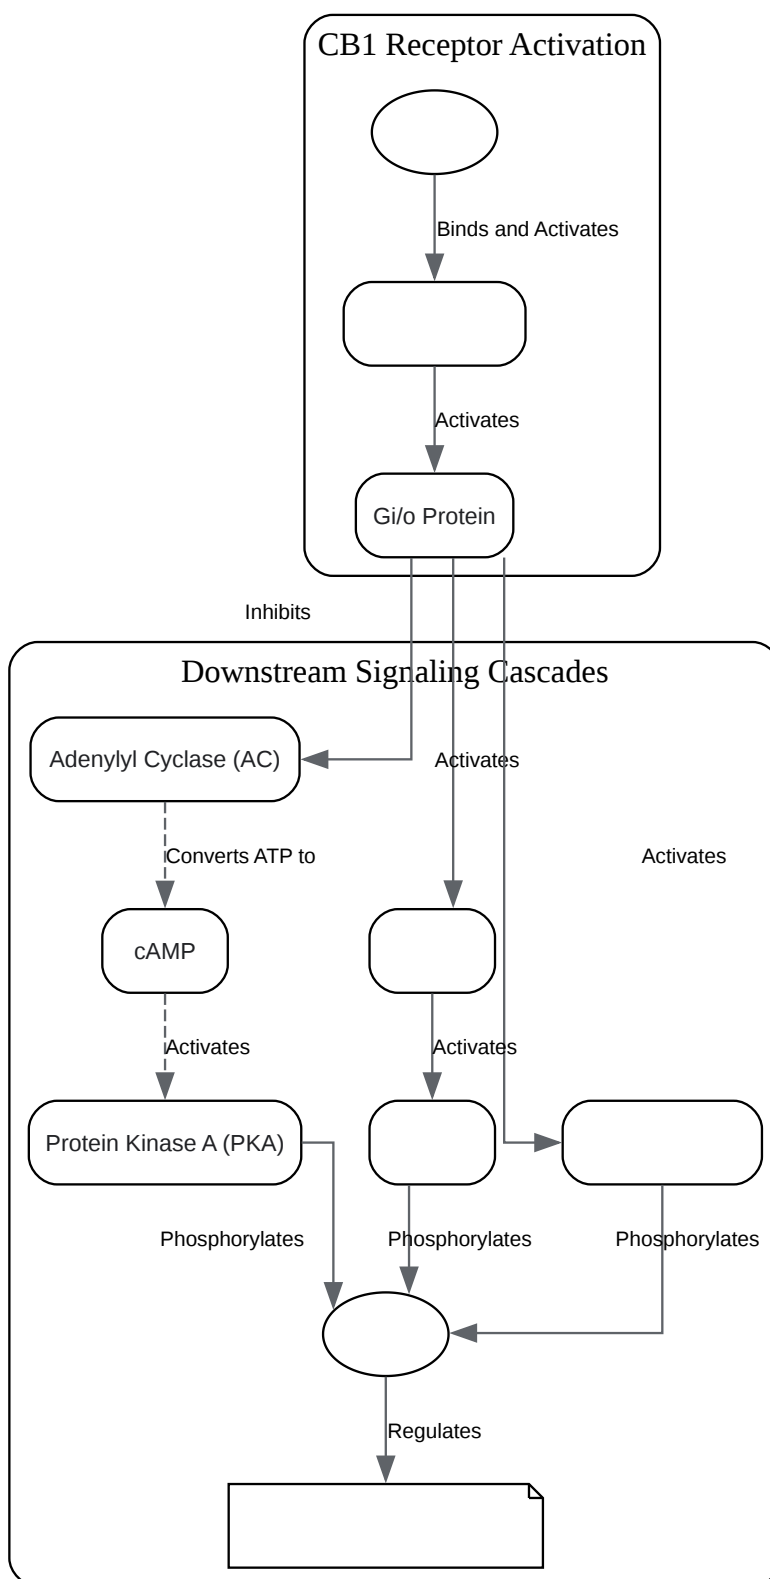 CB1 Receptor Activation
Binds and Activates
Activates
Gi/o Protein
Inhibits
Downstream Signaling Cascades
Adenylyl Cyclase (AC)
Activates
Converts ATP to
Activates
cAMP
Activates
Activates
Protein Kinase A (PKA)
Phosphorylates
Phosphorylates
Phosphorylates
Regulates